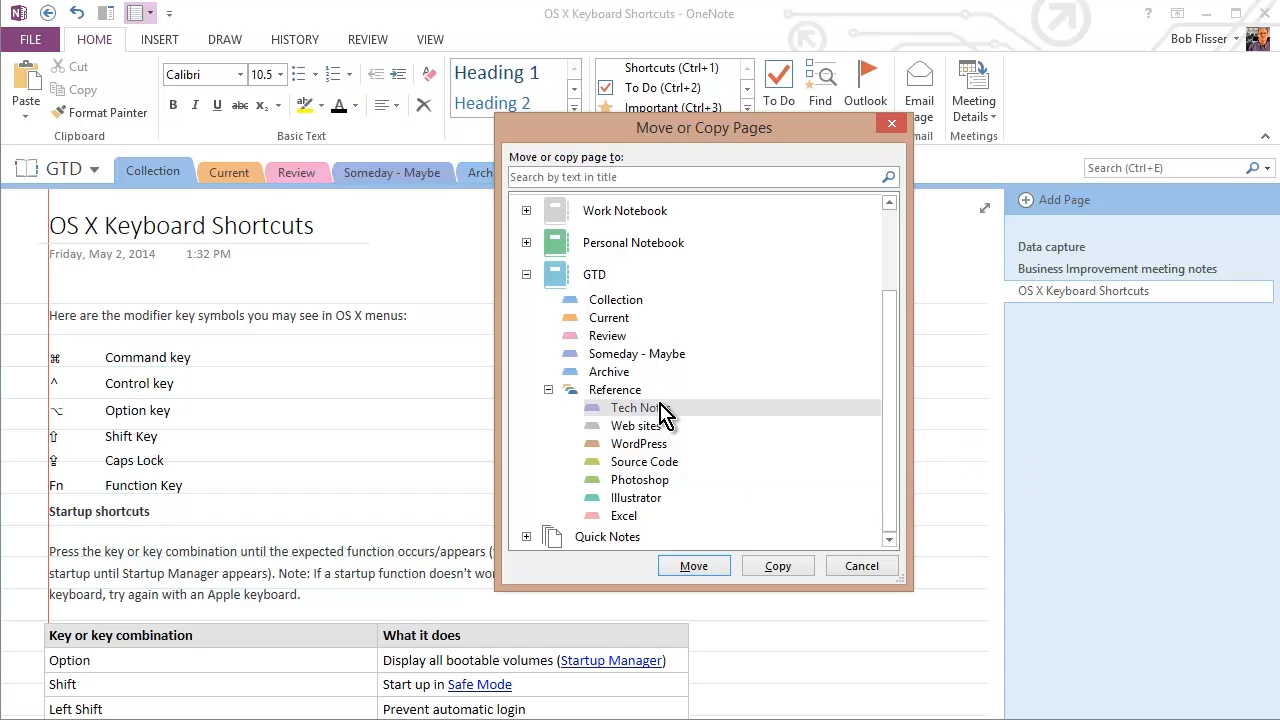 OS X Keyboard Shortcuts - OneNote
?
FILE HOME INSERT DRAW HISTORY REVIEW VIEW
Bob Flisser
Paste
Cut
Copy
Format Painter
Clipboard
Calibri 10.5
B I U abc X₂ A
Basic Text
Heading 1
Heading 2
Shortcuts (Ctrl+1)
To Do (Ctrl+2)
Important (Ctrl+3)
To Do
Find
Outlook
Email
Meeting
Details
Meetings
GTD
Collection Current Review Someday - Maybe
Search (Ctrl+E)
OS X Keyboard Shortcuts
Friday, May 2, 2014 1:32 PM
Here are the modifier key symbols you may see in OS X menus:
⌘ Command key
^ Control key
⌥ Option key
⇧ Shift Key
⇪ Caps Lock
Fn Function Key
Startup shortcuts
Press the key or key combination until the expected function occurs/appears (
startup until Startup Manager appears). Note: If a startup function doesn't wo
keyboard, try again with an Apple keyboard.
Key or key combination What it does
Option Display all bootable volumes (Startup Manager)
Shift Start up in Safe Mode
Left Shift Prevent automatic login
Move or Copy Pages
Move or copy page to:
Search by text in title
Work Notebook
Personal Notebook
GTD
Collection
Current
Review
Someday - Maybe
Archive
Reference
Tech
Web sites
WordPress
Source Code
Photoshop
Illustrator
Excel
Quick Notes
Move Copy Cancel
Add Page
Data capture
Business Improvement meeting notes
OS X Keyboard Shortcuts